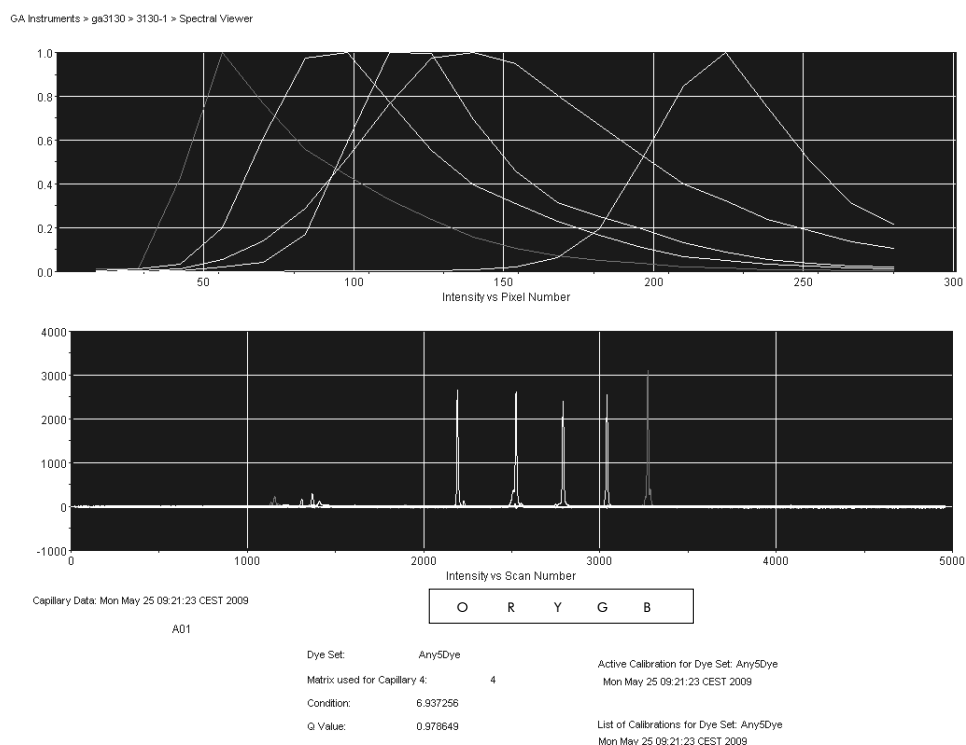 GA Instruments > ga3130 > 3130-1 > Spectral Viewer
1.0
0.8
0.6
0.4
0.2
0.0
50 100 150 200 250 300
Intensity vs Pixel Number
4000
3000
2000
1000
0
-1000
0 1000 2000 3000 4000 5000
Intensity vs Scan Number
Capillary Data: Mon May 25 09:21:23 CEST 2009
A01
O R Y G B
Dye Set: Any5Dye
Matrix used for Capillary 4: 4
Condition: 6.937256
Q Value: 0.978649
Active Calibration for Dye Set: Any5Dye
Mon May 25 09:21:23 CEST 2009
List of Calibrations for Dye Set: Any5Dye
Mon May 25 09:21:23 CEST 2009